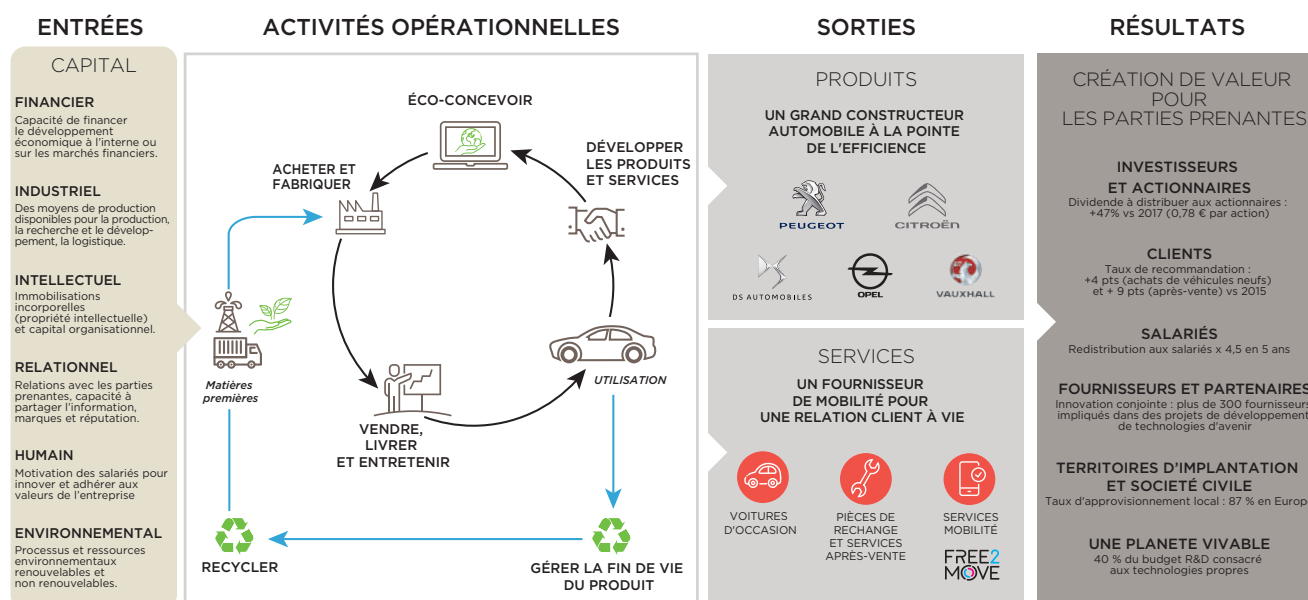 ENTRÉES
CAPITAL
FINANCIER
Capacité de financer
le développement
économique à l'interne ou
sur les marchés financiers.
INDUSTRIEL
Des moyens de production
disponibles pour la production,
la recherche et le dévelop-
pement, la logistique.
INTELLECTUEL
Immobilisations
incorporelles
(propriété intellectuelle)
et capital organisationnel.
RELATIONNEL
Relations avec les parties
prenantes, capacité à
partager l'information,
marques et réputation.
HUMAIN
Motivation des salariés pour
innover et adhérer aux
valeurs de l'entreprise
ENVIRONNEMENTAL
Processus et ressources
environnementaux
renouvelables et
non renouvelables.
ACTIVITÉS OPÉRATIONNELLES
ÉCO-CONCEVOIR
DÉVELOPPER
LES PRODUITS
ET SERVICES
ACHETER ET
FABRIQUER
Matières
premières
UTILISATION
VENDRE,
LIVRER
ET ENTRETENIR
RECYCLER
GÉRER LA FIN DE VIE
DU PRODUIT
SORTIES
PRODUITS
UN GRAND CONSTRUCTEUR
AUTOMOBILE À LA POINTE
DE L'EFFICIENCE
PEUGEOT
CITROËN
DS AUTOMOBILES
OPEL
VAUXHALL
SERVICES
UN FOURNISSEUR
DE MOBILITÉ POUR
UNE RELATION CLIENT À VIE
VOITURES
D'OCCASION
PIÈCES DE
RECHANGE
ET SERVICES
APRÈS-VENTE
SERVICES
MOBILITÉ
FREE2
MOVE
RÉSULTATS
CRÉATION DE VALEUR
POUR
LES PARTIES PRENANTES
INVESTISSEURS
ET ACTIONNAIRES
Dividende à distribuer aux actionnaires :
+47% vs 2017 (0,78 € par action)
CLIENTS
Taux de recommandation :
+4 pts (achats de véhicules neufs)
et + 9 pts (après-vente) vs 2015
SALARIÉS
Redistribution aux salariés x 4,5 en 5 ans
FOURNISSEURS ET PARTENAIRES
Innovation conjointe : plus de 300 fournisseurs
impliqués dans des projets de développement
de technologies d'avenir
TERRITOIRES D'IMPLANTATION
ET SOCIETÉ CIVILE
Taux d'approvisionnement local : 87 % en Europ
UNE PLANETE VIVABLE
40 % du budget R&D consacré
aux technologies propres